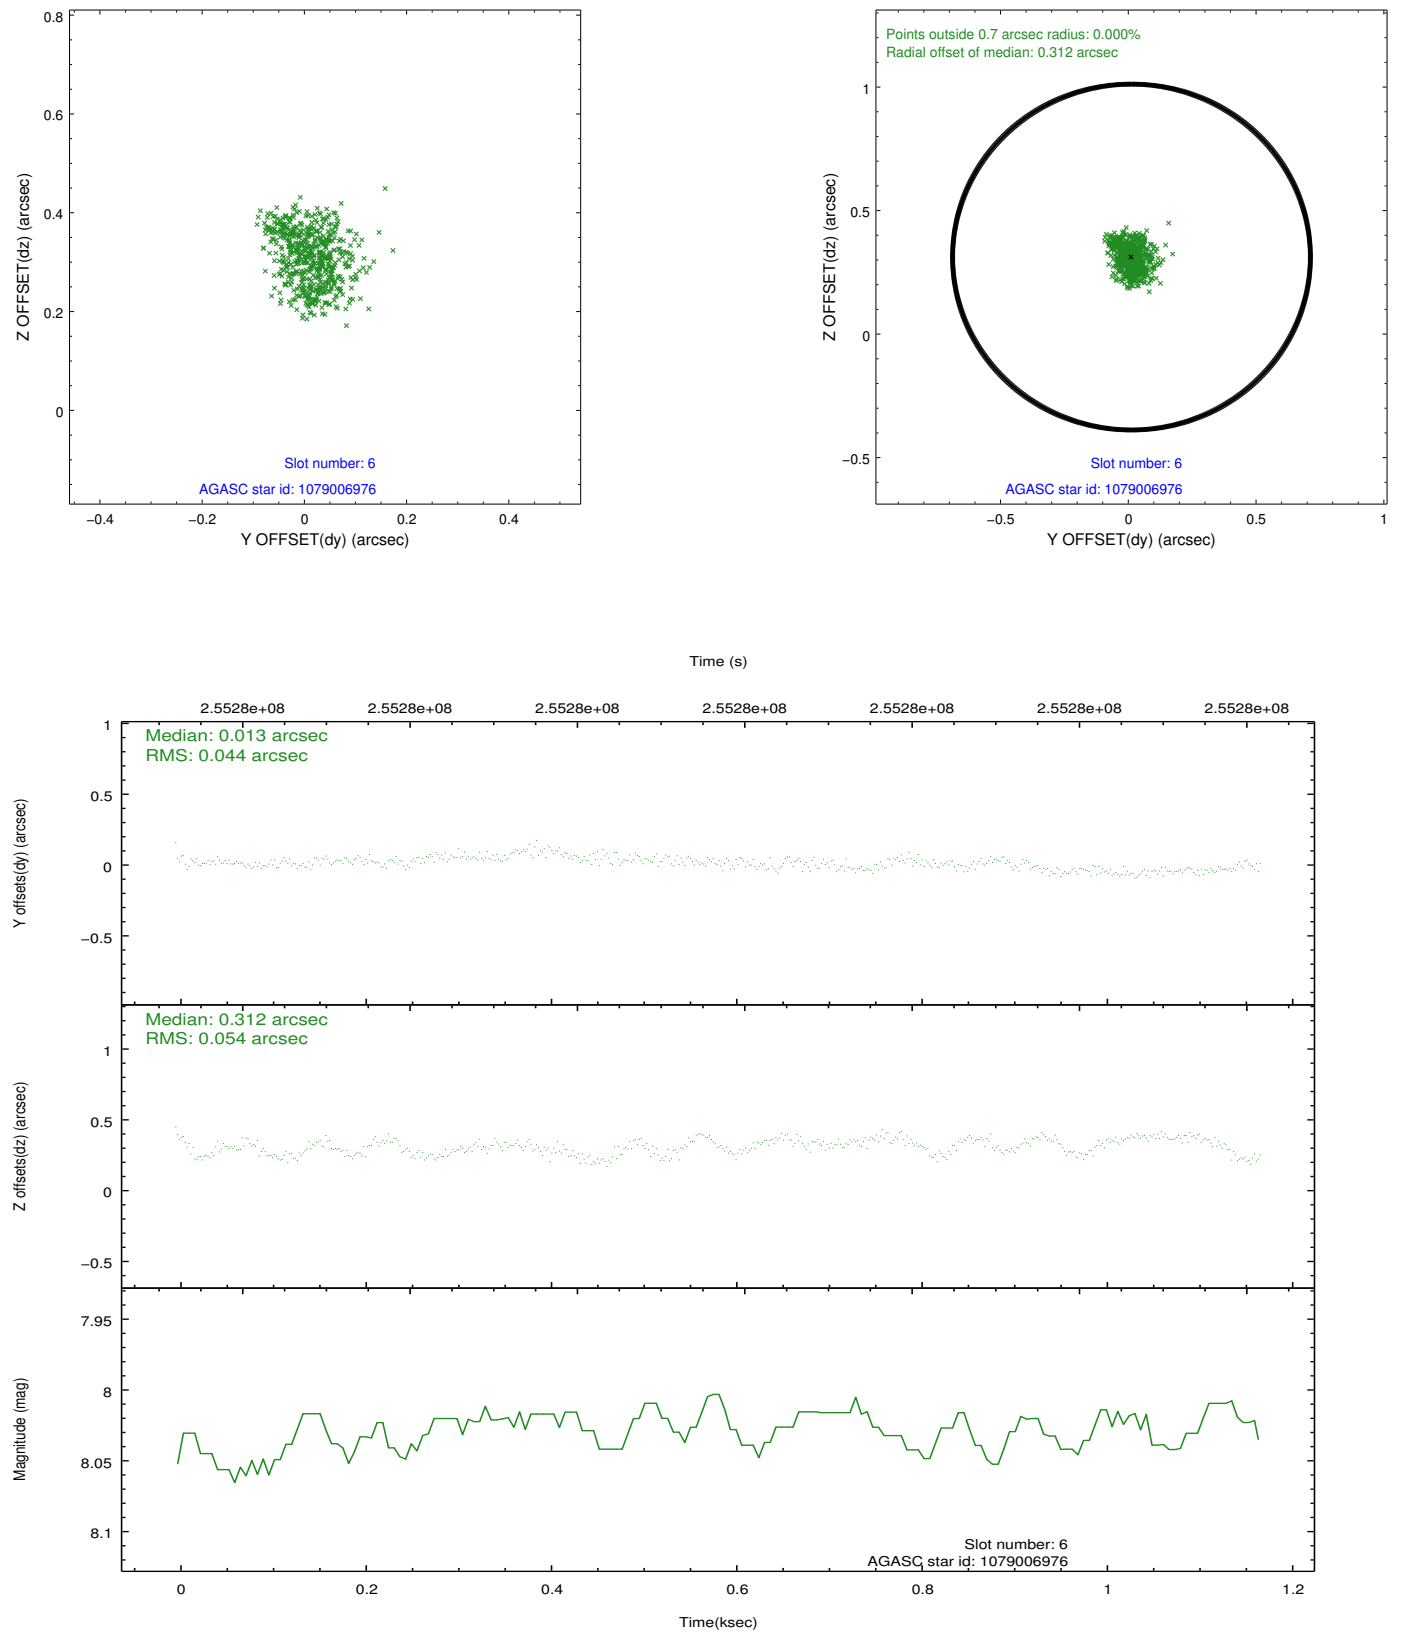 0.8
0.6
0.4
0.2
0
Z OFFSET(dz) (arcsec)
Slot number: 6
AGASC star id: 1079006976
−0.4 −0.2 0 0.2 0.4
Y OFFSET(dy) (arcsec)
Points outside 0.7 arcsec radius: 0.000%
Radial offset of median: 0.312 arcsec
1
0.5
0
−0.5
Z OFFSET(dz) (arcsec)
Slot number: 6
AGASC star id: 1079006976
−0.5 0 0.5 1
Y OFFSET(dy) (arcsec)
Time (s)
2.5528e+08 2.5528e+08 2.5528e+08 2.5528e+08 2.5528e+08 2.5528e+08 2.5528e+08
Median: 0.013 arcsec
RMS: 0.044 arcsec
1
0.5
0
−0.5
Y offsets(dy) (arcsec)
Median: 0.312 arcsec
RMS: 0.054 arcsec
1
0.5
0
−0.5
Z offsets(dz) (arcsec)
7.95
8
8.05
8.1
Magnitude (mag)
Slot number: 6
AGASC star id: 1079006976
0 0.2 0.4 0.6 0.8 1 1.2
Time(ksec)